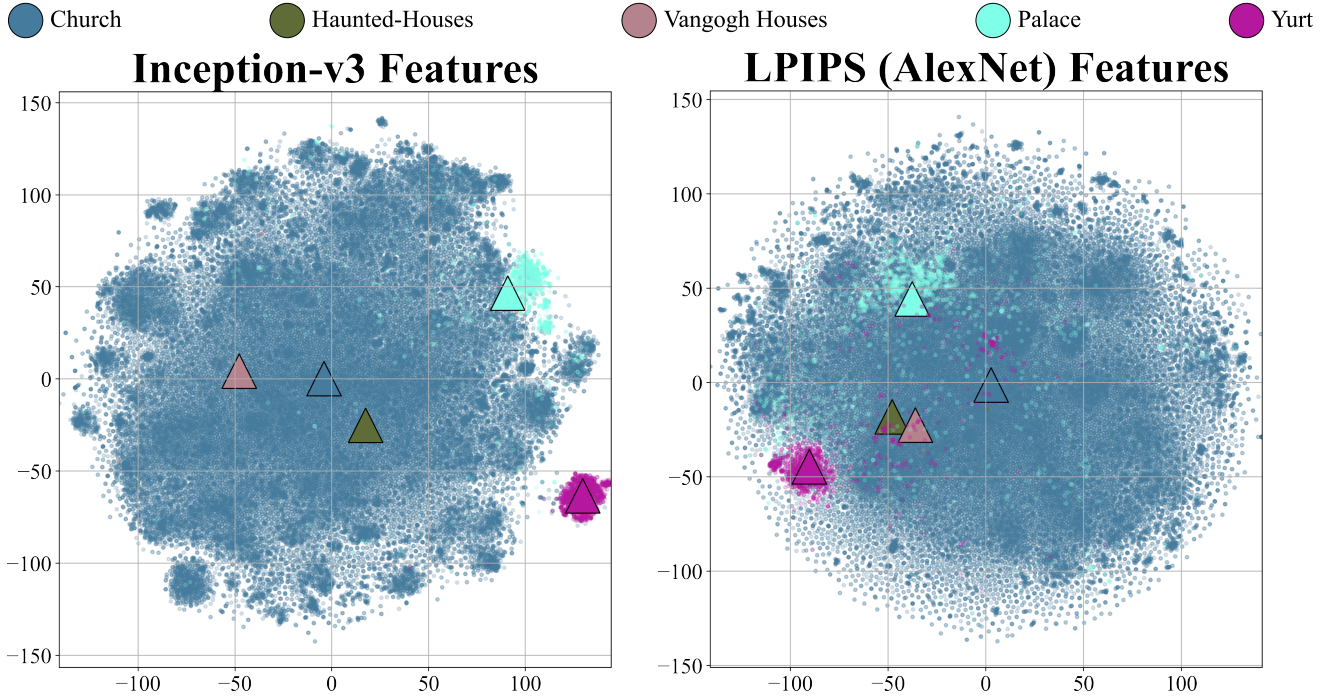 Church Haunted-Houses Vangogh Houses Palace Yurt
Inception-v3 Features LPIPS (AlexNet) Features
150 150
100 100
50 50
0 0
−50 −50
−100 −100
−150 −150
−100 −50 0 50 100 −100 −50 0 50 100